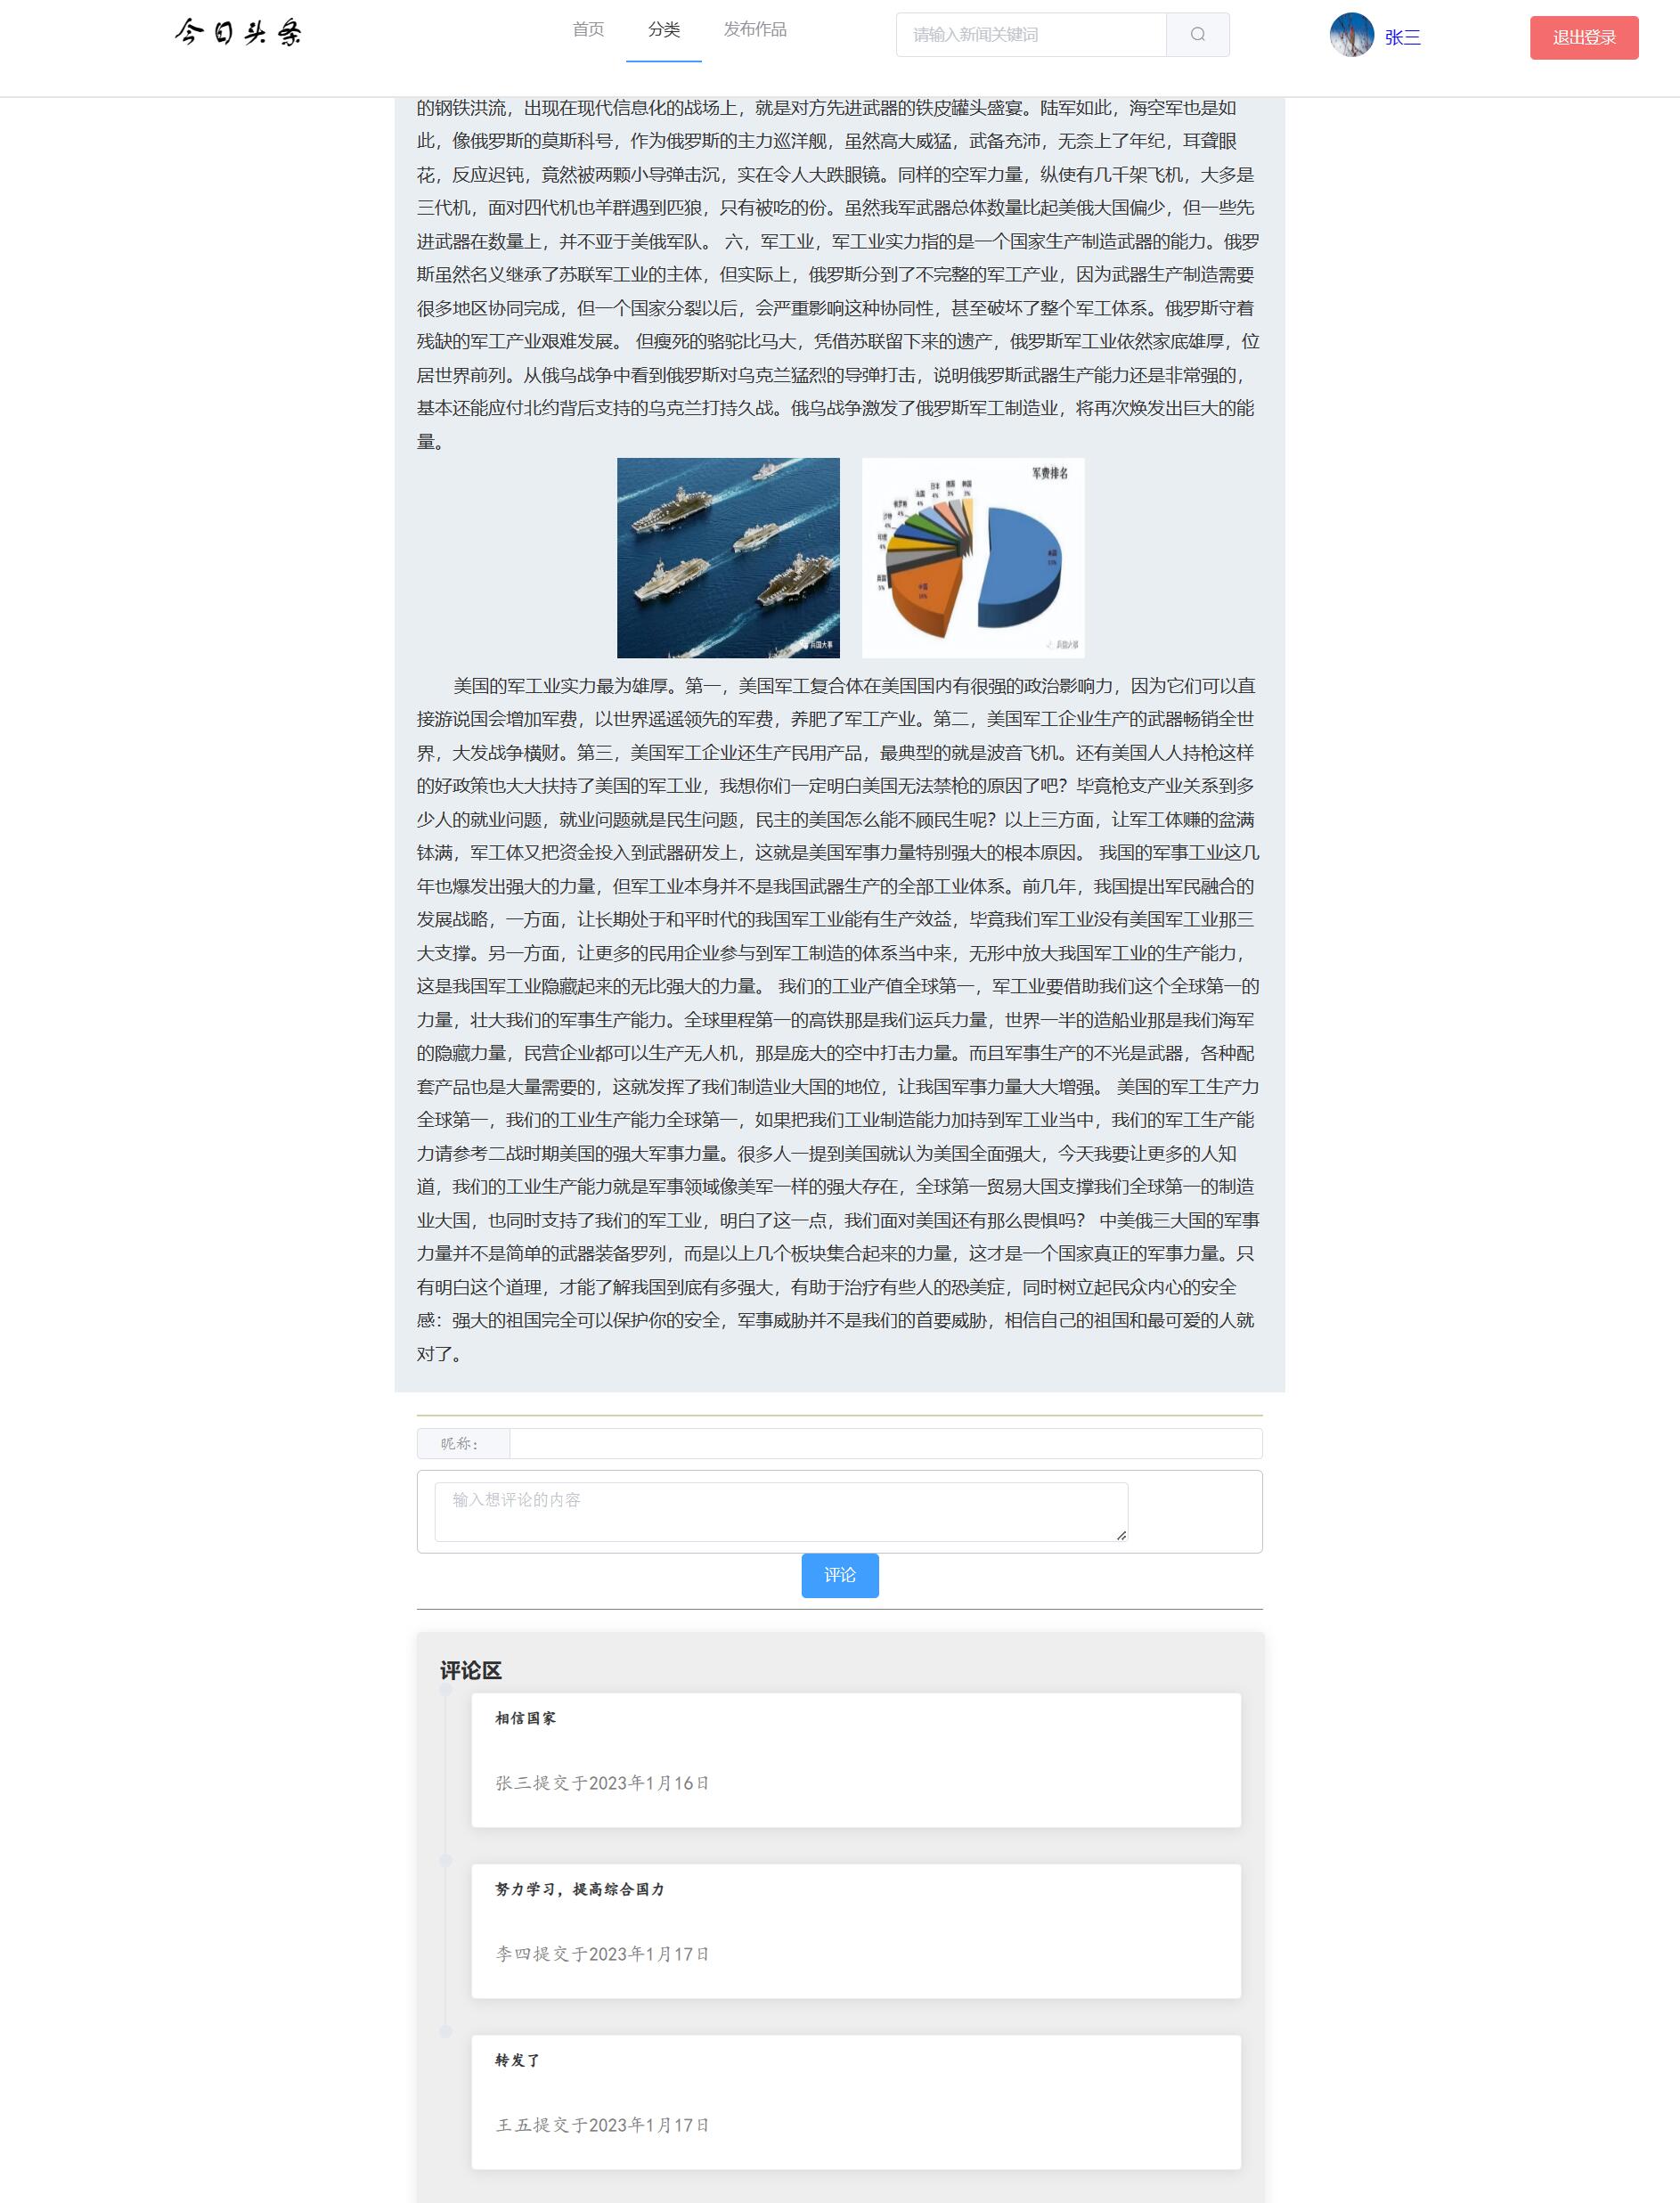 今日头条
首页
分类
发布作品
请输入新闻关键词
张三
退出登录
的钢铁洪流，出现在现代信息化的战场上，就是对方先进武器的铁皮罐头盛宴。陆军如此，海空军也是如
此，像俄罗斯的莫斯科号，作为俄罗斯的主力巡洋舰，虽然高大威猛，武备充沛，无奈上了年纪，耳聋眼
花，反应迟钝，竟然被两颗小导弹击沉，实在令人大跌眼镜。同样的空军力量，纵使有几千架飞机，大多是
三代机，面对四代机也羊群遇到匹狼，只有被吃的份。虽然我军武器总体数量比起美俄大国偏少，但一些先
进武器在数量上，并不亚于美俄军队。 六，军工业，军工业实力指的是一个国家生产制造武器的能力。俄罗
斯虽然名义继承了苏联军工业的主体，但实际上，俄罗斯分到了不完整的军工产业，因为武器生产制造需要
很多地区协同完成，但一个国家分裂以后，会严重影响这种协同性，甚至破坏了整个军工体系。俄罗斯守着
残缺的军工产业艰难发展。 但瘦死的骆驼比马大，凭借苏联留下来的遗产，俄罗斯军工业依然家底雄厚，位
居世界前列。从俄乌战争中看到俄罗斯对乌克兰猛烈的导弹打击，说明俄罗斯武器生产能力还是非常强的，
基本还能应付北约背后支持的乌克兰打持久战。俄乌战争激发了俄罗斯军工制造业，将再次焕发出巨大的能
量。
兵国大事
军费排名
日本
4%
3%
3%
4%
俄罗斯
4%
沙特
4%
印度
4%
英国
5%
兵国大事
美国的军工业实力最为雄厚。第一，美国军工复合体在美国国内有很强的政治影响力，因为它们可以直
接游说国会增加军费，以世界遥遥领先的军费，养肥了军工产业。第二，美国军工企业生产的武器畅销全世
界，大发战争横财。第三，美国军工企业还生产民用产品，最典型的就是波音飞机。还有美国人人持枪这样
的好政策也大大扶持了美国的军工业，我想你们一定明白美国无法禁枪的原因了吧？毕竟枪支产业关系到多
少人的就业问题，就业问题就是民生问题，民主的美国怎么能不顾民生呢？以上三方面，让军工体赚的盆满
钵满，军工体又把资金投入到武器研发上，这就是美国军事力量特别强大的根本原因。 我国的军事工业这几
年也爆发出强大的力量，但军工业本身并不是我国武器生产的全部工业体系。前几年，我国提出军民融合的
发展战略，一方面，让长期处于和平时代的我国军工业能有生产效益，毕竟我们军工业没有美国军工业那三
大支撑。另一方面，让更多的民用企业参与到军工制造的体系当中来，无形中放大我国军工业的生产能力，
这是我国军工业隐藏起来的无比强大的力量。 我们的工业产值全球第一，军工业要借助我们这个全球第一的
力量，壮大我们的军事生产能力。全球里程第一的高铁那是我们运兵力量，世界一半的造船业那是我们海军
的隐藏力量，民营企业都可以生产无人机，那是庞大的空中打击力量。而且军事生产的不光是武器，各种配
套产品也是大量需要的，这就发挥了我们制造业大国的地位，让我国军事力量大大增强。 美国的军工生产力
全球第一，我们的工业生产能力全球第一，如果把我们工业制造能力加持到军工业当中，我们的军工生产能
力请参考二战时期美国的强大军事力量。很多人一提到美国就认为美国全面强大，今天我要让更多的人知
道，我们的工业生产能力就是军事领域像美军一样的强大存在，全球第一贸易大国支撑我们全球第一的制造
业大国，也同时支持了我们的军工业，明白了这一点，我们面对美国还有那么畏惧吗？ 中美俄三大国的军事
力量并不是简单的武器装备罗列，而是以上几个板块集合起来的力量，这才是一个国家真正的军事力量。只
有明白这个道理，才能了解我国到底有多强大，有助于治疗有些人的恐美症，同时树立起民众内心的安全
感：强大的祖国完全可以保护你的安全，军事威胁并不是我们的首要威胁，相信自己的祖国和最可爱的人就
对了。
昵称：
输入想评论的内容
评论
评论区
相信国家
张三提交于2023年1月16日
努力学习，提高综合国力
李四提交于2023年1月17日
转发了
王五提交于2023年1月17日